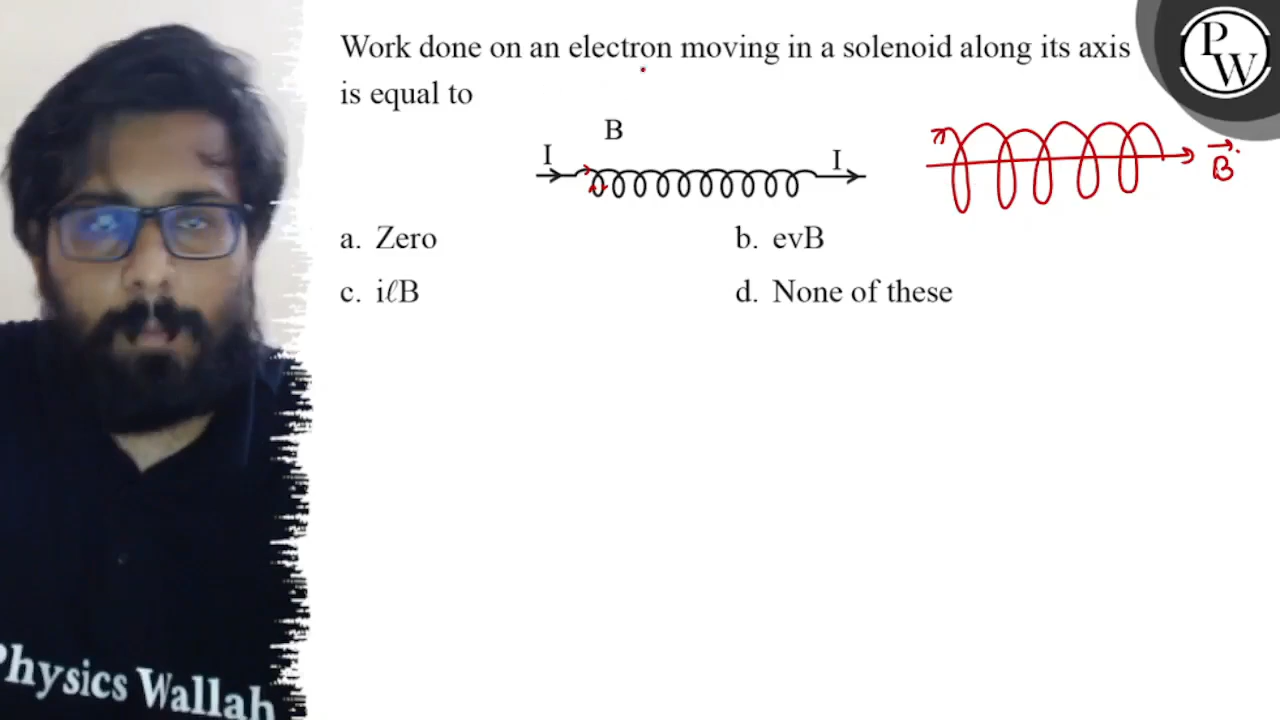 Work done on an electron moving in a solenoid along its axis
is equal to
B
I
I
B
a. Zero
b. evB
c. iℓB
d. None of these
PW
Physics Wallah